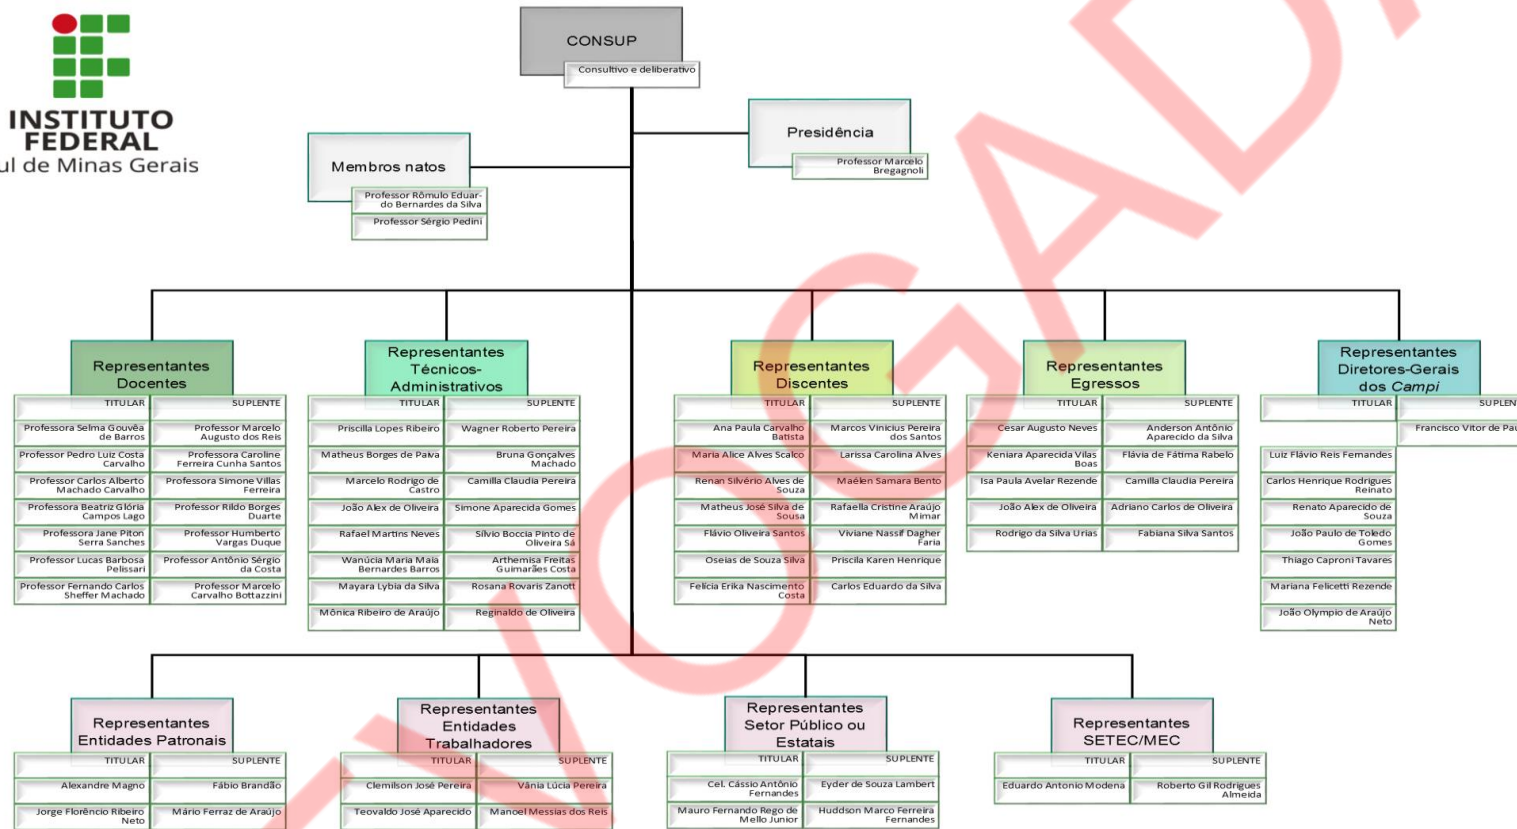 CONSUP
Consultivo e deliberativo
INSTITUTO
FEDERAL
ul de Minas Gerais
Presidência
Professor Marcelo
Bregagnoli
Membros natos
Professor Rômulo Eduar-
do Bernardes da Silva
Professor Sérgio Pedini
Representantes
Docentes
TITULAR
SUPLENTE
Professora Selma Gouvêa
de Barros
Professor Marcelo
Augusto dos Reis
Professor Pedro Luiz Costa
Carvalho
Professora Caroline
Ferreira Cunha Santos
Professor Carlos Alberto
Machado Carvalho
Professora Simone Villas
Ferreira
Professora Beatriz Glória
Campos Lago
Professor Rildo Borges
Duarte
Professora Jane Piton
Serra Sanches
Professor Humberto
Vargas Duque
Professor Lucas Barbosa
Pelissari
Professor Antônio Sérgio
da Costa
Professor Fernando Carlos
Sheffer Machado
Professor Marcelo
Carvalho Bottazzini
Representantes
Técnicos-
Administrativos
TITULAR
SUPLENTE
Priscilla Lopes Ribeiro
Wagner Roberto Pereira
Matheus Borges de Paiva
Bruna Gonçalves
Machado
Marcelo Rodrigo de
Castro
Camilla Claudia Pereira
João Alex de Oliveira
Simone Aparecida Gomes
Rafael Martins Neves
Sílvio Boccia Pinto de
Oliveira Sá
Wanúcia Maria Maia
Bernardes Barros
Arthemisa Freitas
Guimarães Costa
Mayara Lybia da Silva
Rosana Rovaris Zanott
Mônica Ribeiro de Araújo
Reginaldo de Oliveira
Representantes
Discentes
TITULAR
SUPLENTE
Ana Paula Carvalho
Batista
Marcos Vinicius Pereira
dos Santos
Maria Alice Alves Scalco
Larissa Carolina Alves
Renan Silvério Alves de
Souza
Maélen Samara Bento
Matheus José Silva de
Sousa
Rafaella Cristine Araújo
Mimar
Flávio Oliveira Santos
Viviane Nassif Dagher
Faria
Oseias de Souza Silva
Priscila Karen Henrique
Felícia Erika Nascimento
Costa
Carlos Eduardo da Silva
Representantes
Egressos
TITULAR
SUPLENTE
Cesar Augusto Neves
Anderson Antônio
Aparecido da Silva
Keniara Aparecida Vilas
Boas
Flávia de Fátima Rabelo
Isa Paula Avelar Rezende
Camilla Claudia Pereira
João Alex de Oliveira
Adriano Carlos de Oliveira
Rodrigo da Silva Urias
Fabiana Silva Santos
Representantes
Diretores-Gerais
dos Campi
TITULAR
SUPLEN
Francisco Vitor de Pau
Luiz Flávio Reis Fernandes
Carlos Henrique Rodrigues
Reinato
Renato Aparecido de
Souza
João Paulo de Toledo
Gomes
Thiago Caproni Tavares
Mariana Felicetti Rezende
João Olympio de Araújo
Neto
Representantes
Entidades Patronais
TITULAR
SUPLENTE
Alexandre Magno
Fábio Brandão
Jorge Florêncio Ribeiro
Neto
Mário Ferraz de Araújo
Representantes
Entidades
Trabalhadores
TITULAR
SUPLENTE
Clemilson José Pereira
Vânia Lúcia Pereira
Teovaldo José Aparecido
Manoel Messias dos Reis
Representantes
Setor Público ou
Estatais
TITULAR
SUPLENTE
Cel. Cássio Antônio
Fernandes
Eyder de Souza Lambert
Mauro Fernando Rego de
Mello Junior
Huddson Marco Ferreira
Fernandes
Representantes
SETEC/MEC
TITULAR
SUPLENTE
Eduardo Antonio Modena
Roberto Gil Rodrigues
Almeida
VOGADA